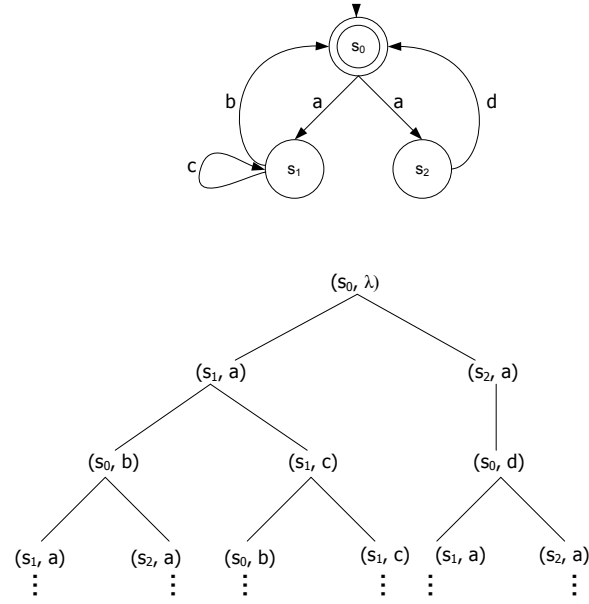 s₀
b a a d
c s₁ s₂
(s₀, λ)
(s₁, a) (s₂, a)
(s₀, b) (s₁, c) (s₀, d)
(s₁, a) (s₂, a) (s₀, b) (s₁, c) (s₁, a) (s₂, a)
⋮ ⋮ ⋮ ⋮ ⋮ ⋮